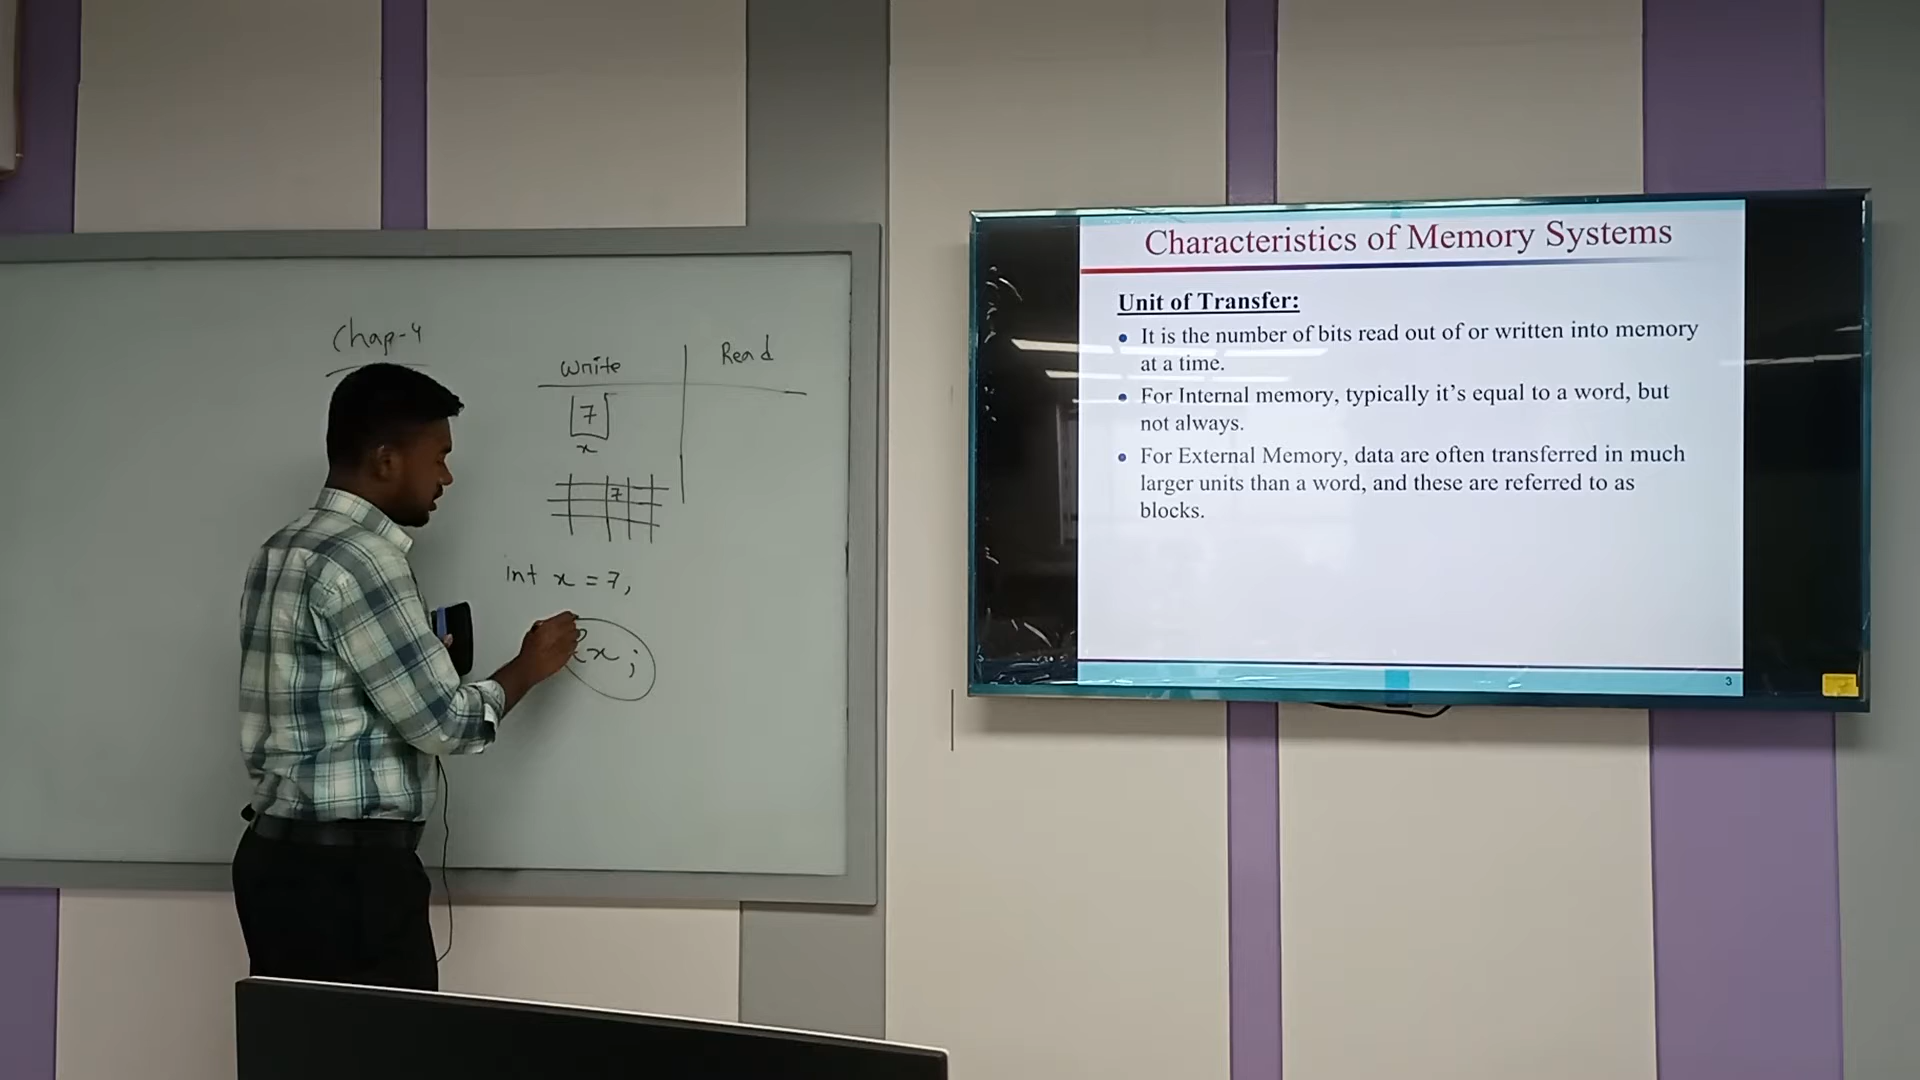 Chap-4
Write
Read
7
x
7
int x = 7,
x ;
Characteristics of Memory Systems
Unit of Transfer:
• It is the number of bits read out of or written into memory
at a time.
• For Internal memory, typically it’s equal to a word, but
not always.
• For External Memory, data are often transferred in much
larger units than a word, and these are referred to as
blocks.
3